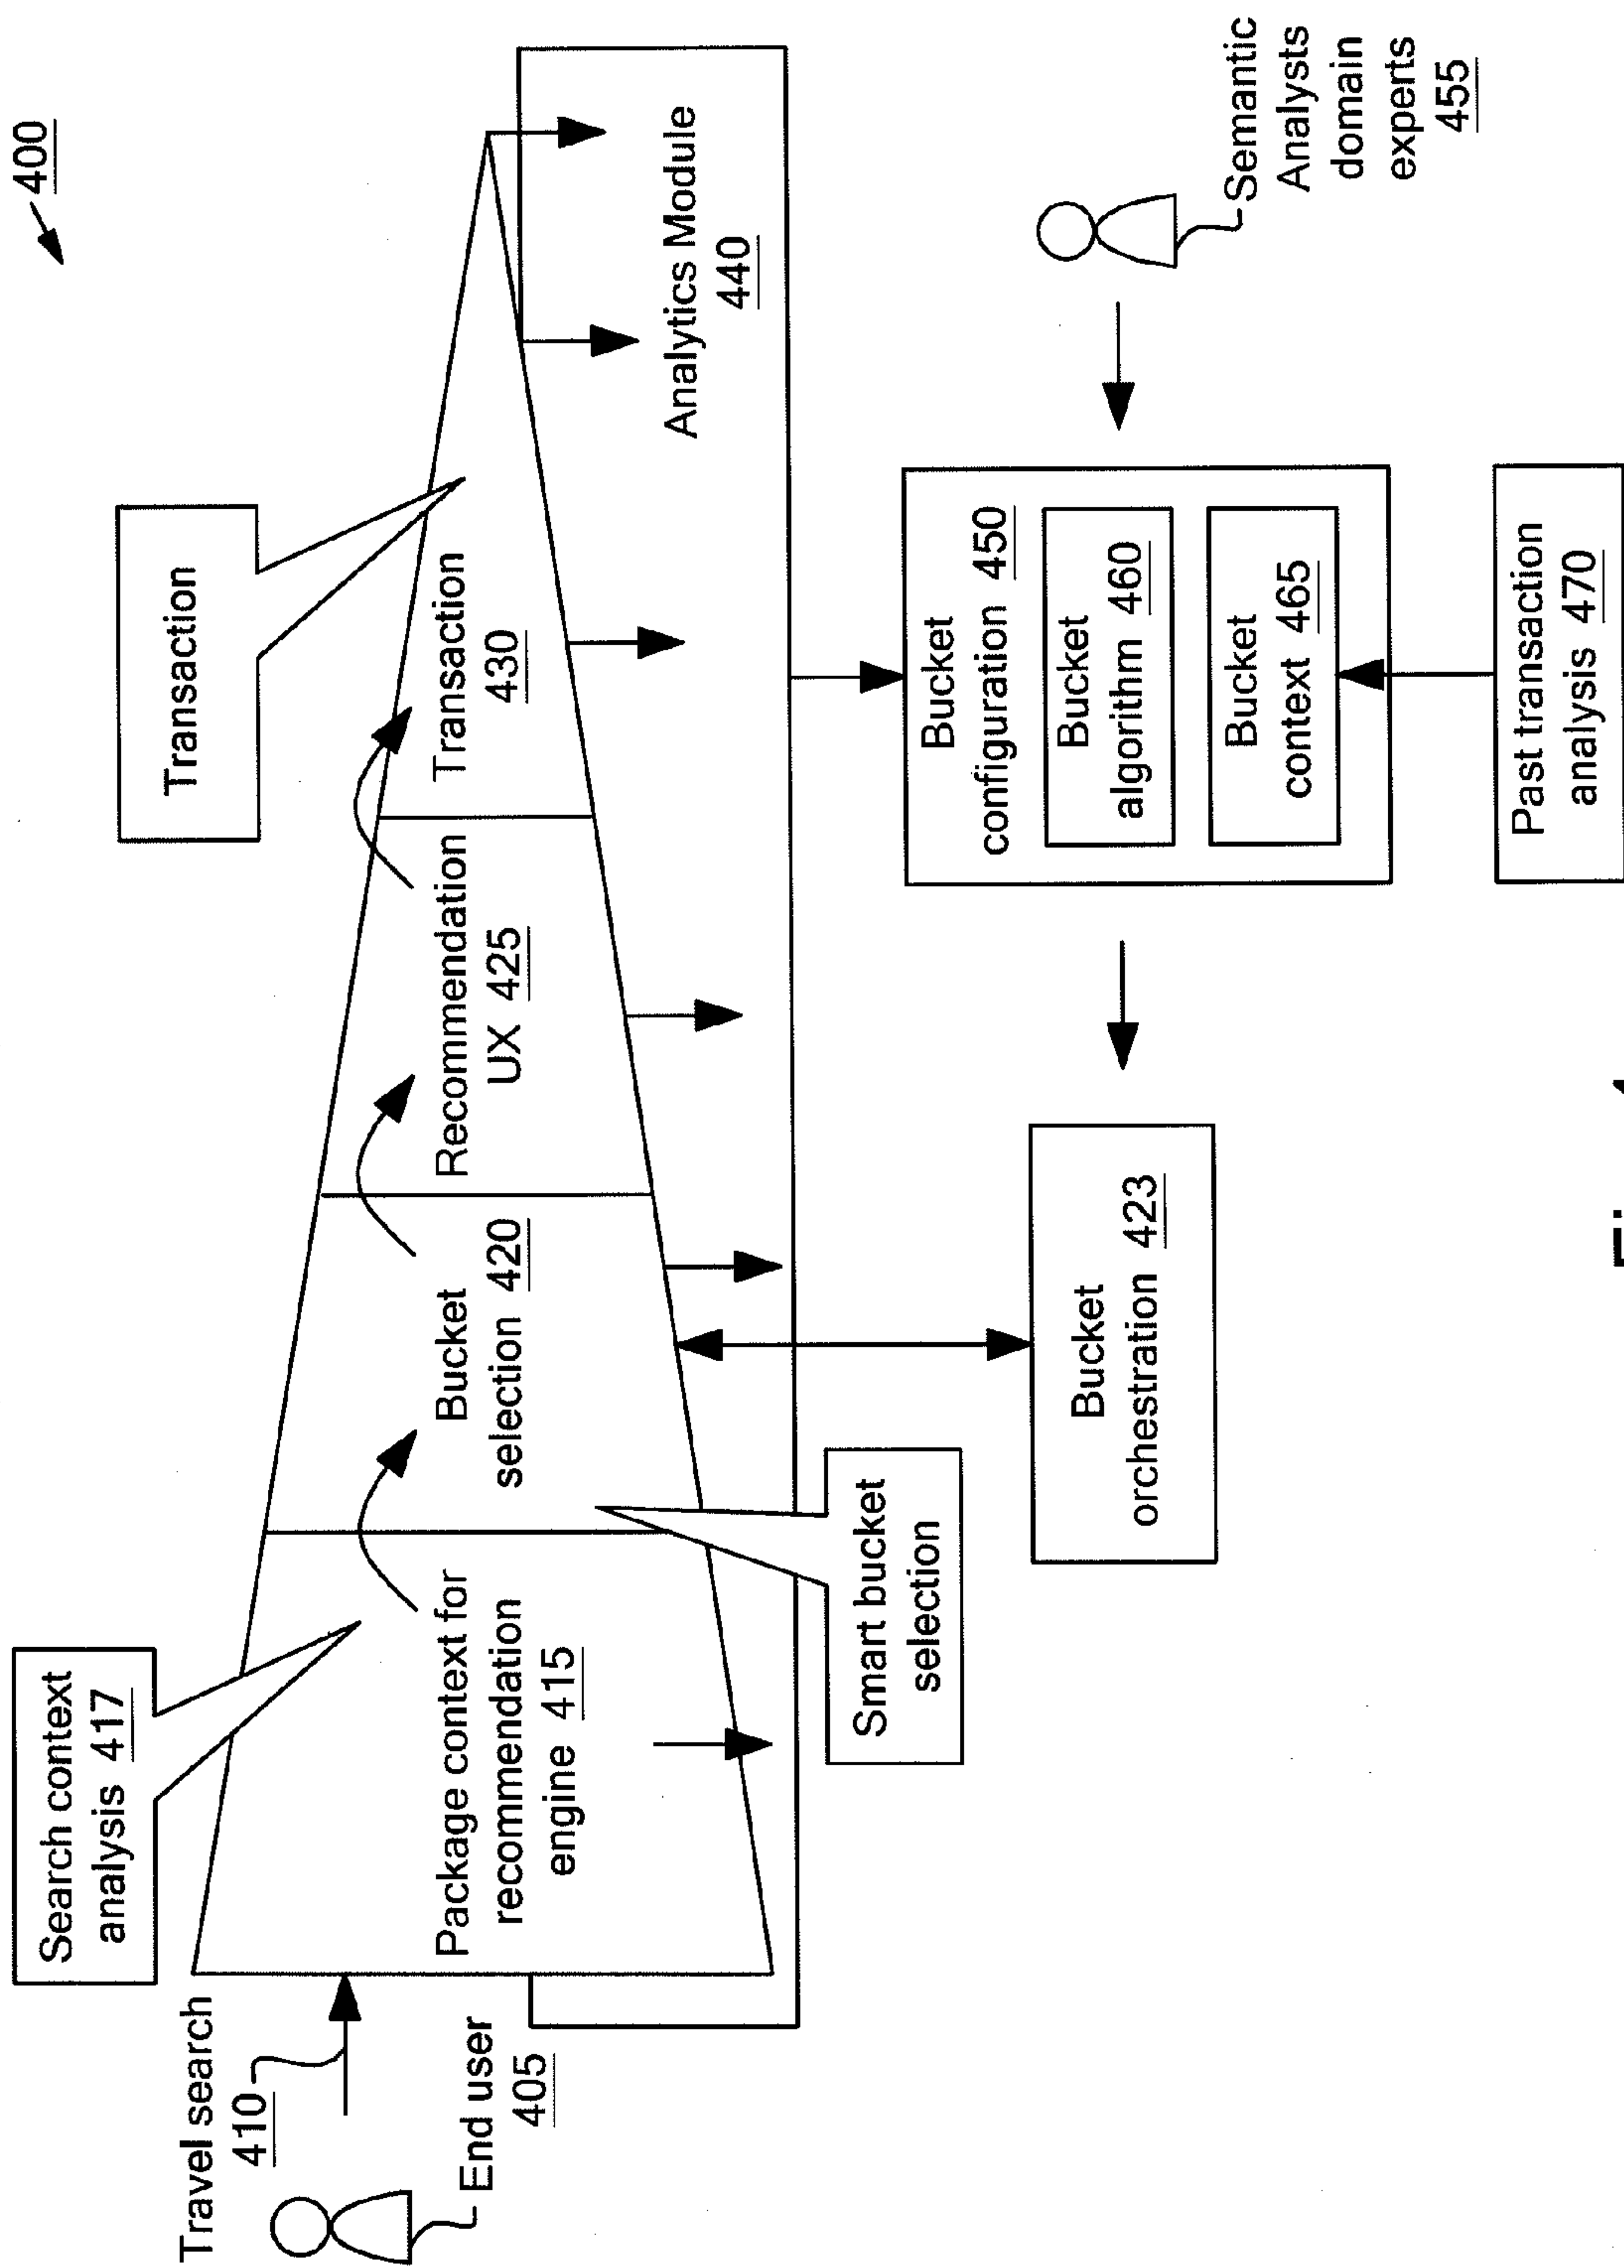 400
Travel search
410
End user
405
Search context
analysis 417
Transaction
Package context for
recommendation
engine 415
Bucket
selection 420
Recommendation
UX 425
Transaction
430
Analytics Module
440
Smart bucket
selection
Bucket
orchestration 423
Bucket
configuration 450
Bucket
algorithm 460
Bucket
context 465
Semantic
Analysts
domain
experts
455
Past transaction
analysis 470